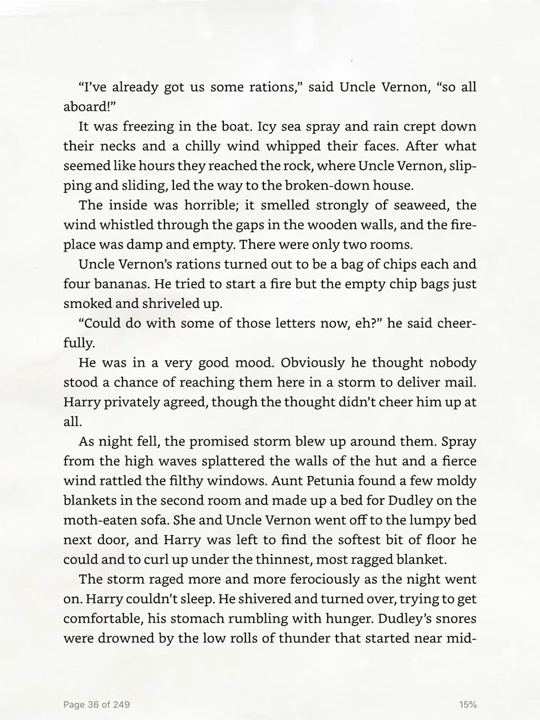 “I’ve already got us some rations,” said Uncle Vernon, “so all
aboard!”
It was freezing in the boat. Icy sea spray and rain crept down
their necks and a chilly wind whipped their faces. After what
seemed like hours they reached the rock, where Uncle Vernon, slip-
ping and sliding, led the way to the broken-down house.
The inside was horrible; it smelled strongly of seaweed, the
wind whistled through the gaps in the wooden walls, and the fire-
place was damp and empty. There were only two rooms.
Uncle Vernon’s rations turned out to be a bag of chips each and
four bananas. He tried to start a fire but the empty chip bags just
smoked and shriveled up.
“Could do with some of those letters now, eh?” he said cheer-
fully.
He was in a very good mood. Obviously he thought nobody
stood a chance of reaching them here in a storm to deliver mail.
Harry privately agreed, though the thought didn’t cheer him up at
all.
As night fell, the promised storm blew up around them. Spray
from the high waves splattered the walls of the hut and a fierce
wind rattled the filthy windows. Aunt Petunia found a few moldy
blankets in the second room and made up a bed for Dudley on the
moth-eaten sofa. She and Uncle Vernon went off to the lumpy bed
next door, and Harry was left to find the softest bit of floor he
could and to curl up under the thinnest, most ragged blanket.
The storm raged more and more ferociously as the night went
on. Harry couldn’t sleep. He shivered and turned over, trying to get
comfortable, his stomach rumbling with hunger. Dudley’s snores
were drowned by the low rolls of thunder that started near mid-
Page 36 of 249
15%